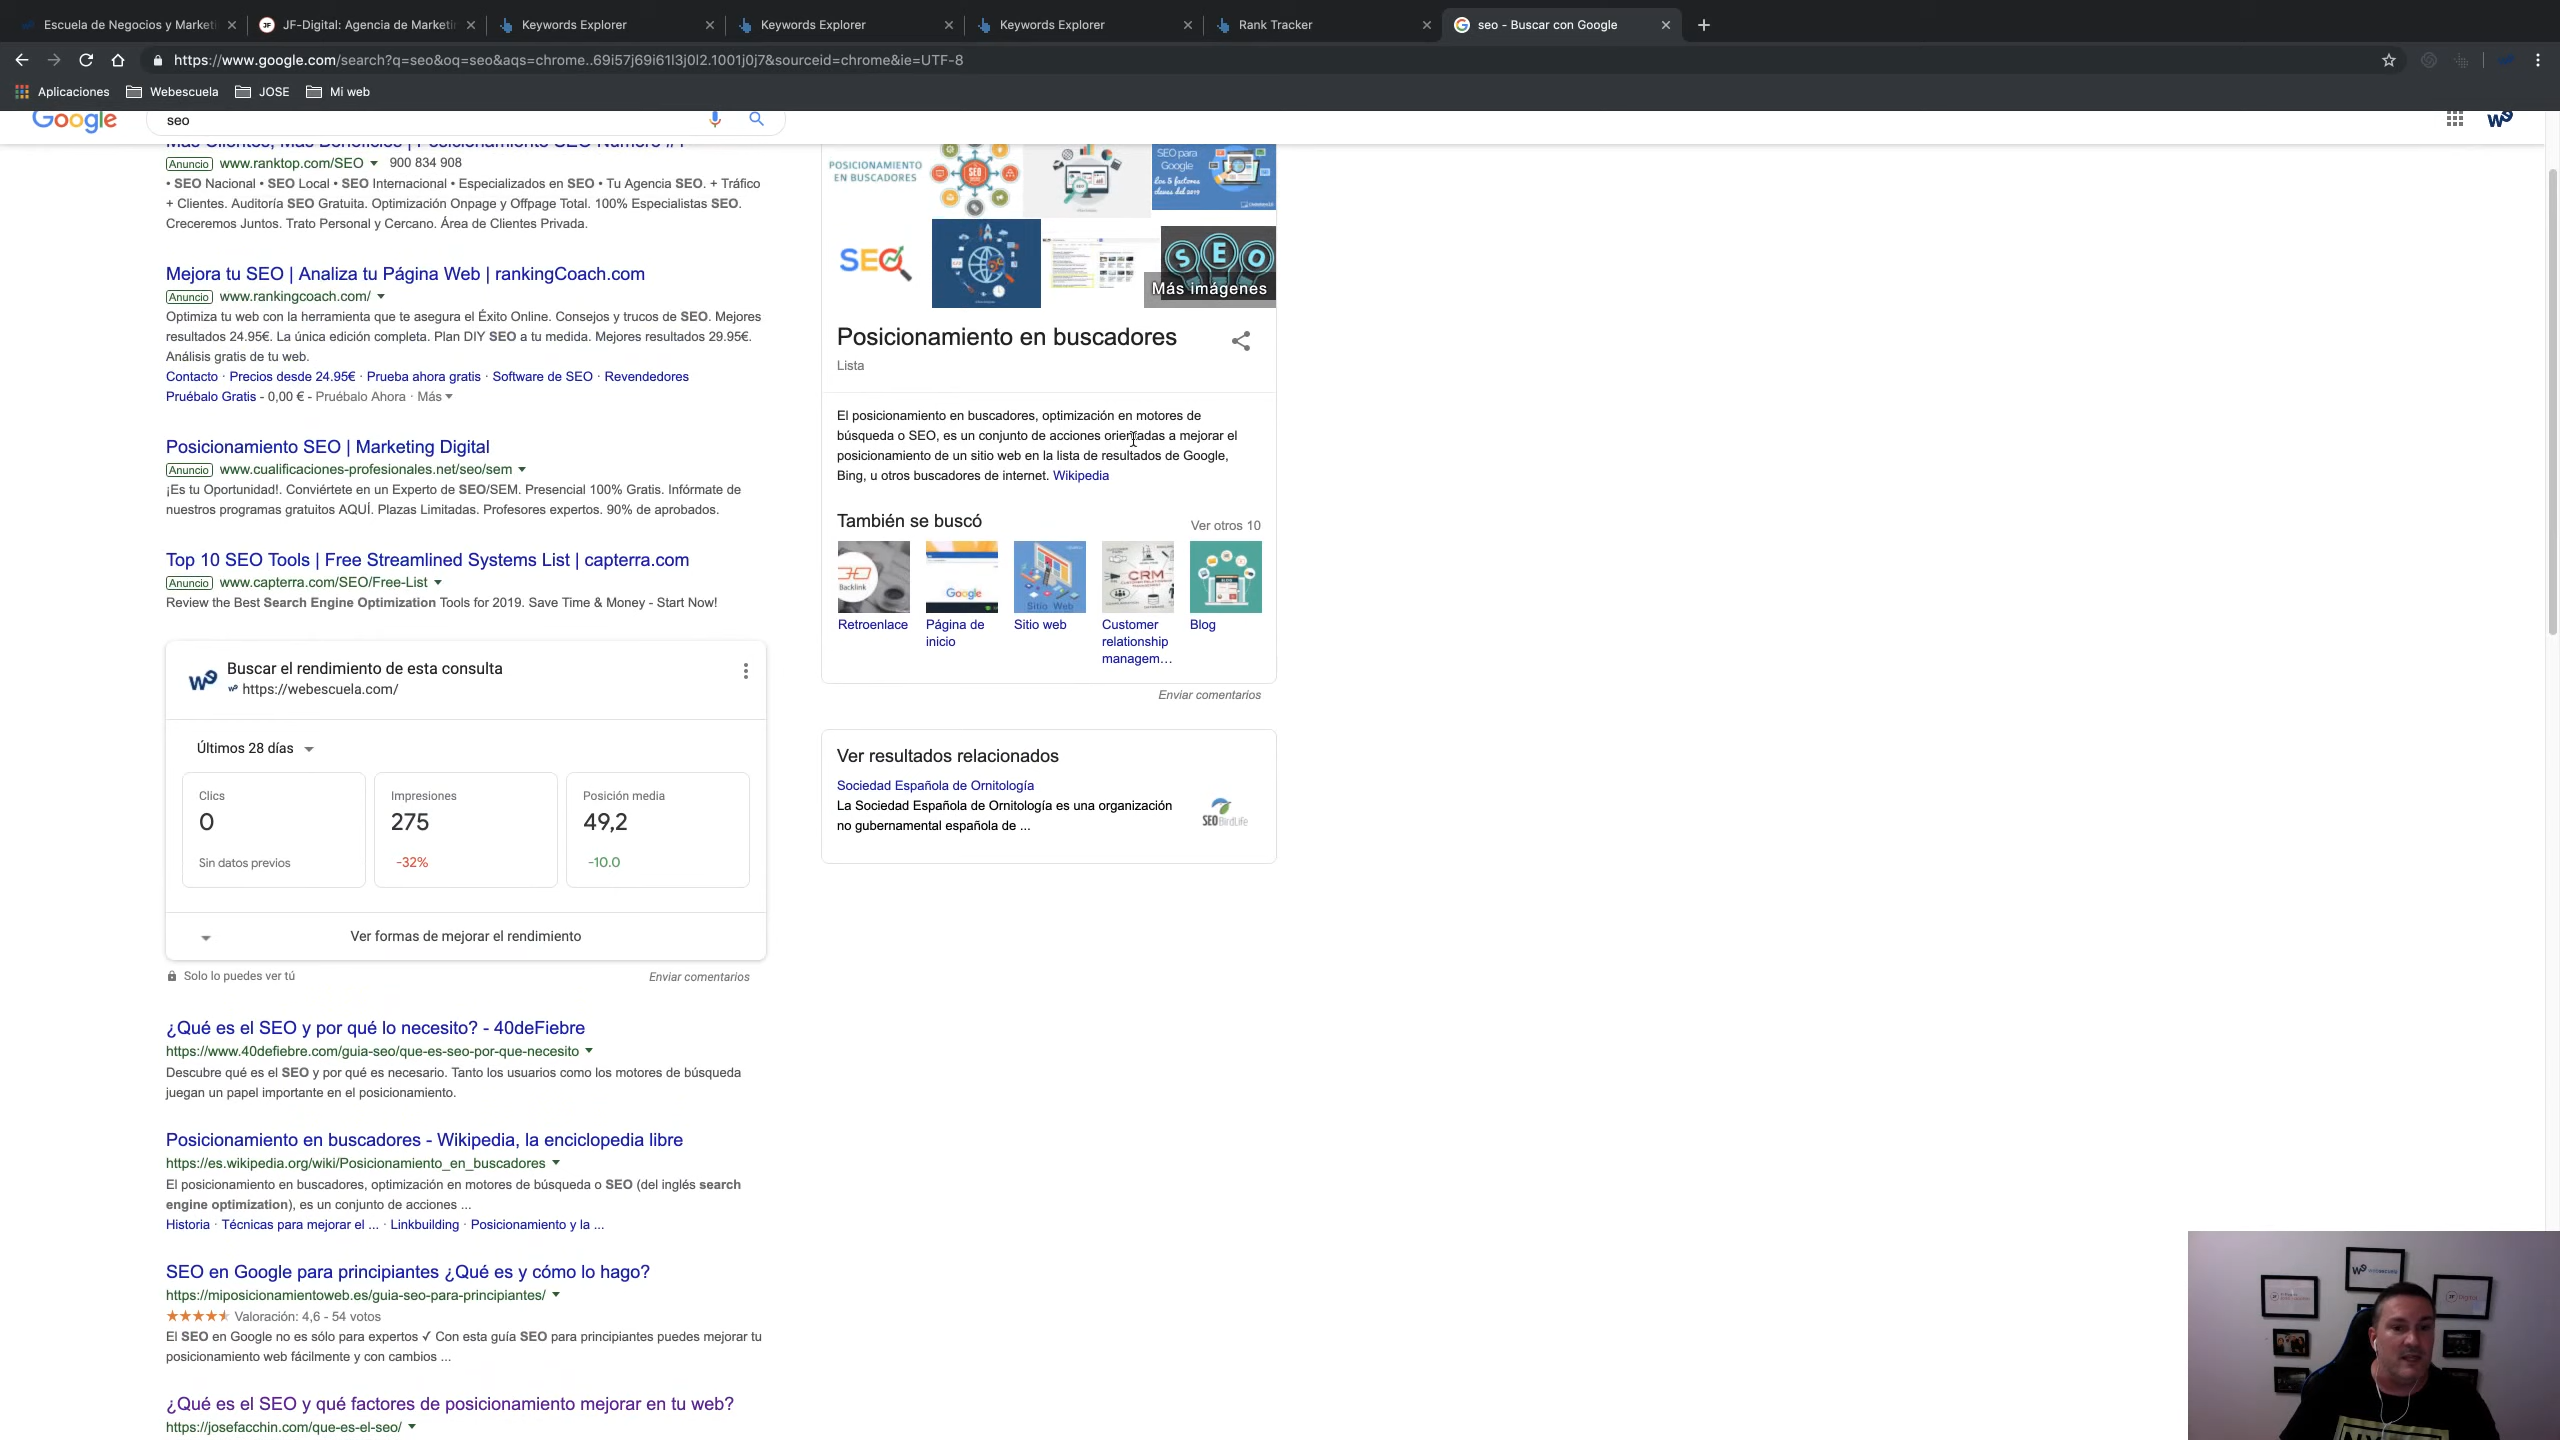 Escuela de Negocios y Marketi
JF-Digital: Agencia de Marketin
Keywords Explorer
Keywords Explorer
Keywords Explorer
Rank Tracker
seo - Buscar con Google
https://www.google.com/search?q=seo&oq=seo&aqs=chrome..69i57j69i61l3j0l2.1001j0j7&sourceid=chrome&ie=UTF-8
Aplicaciones
Webescuela
JOSE
Mi web
Google
seo
Más Clientes, Más Beneficios | Posicionamiento SEO Número #1
Anuncio www.ranktop.com/SEO 900 834 908
• SEO Nacional • SEO Local • SEO Internacional • Especializados en SEO • Tu Agencia SEO. + Tráfico
+ Clientes. Auditoría SEO Gratuita. Optimización Onpage y Offpage Total. 100% Especialistas SEO.
Creceremos Juntos. Trato Personal y Cercano. Área de Clientes Privada.
Mejora tu SEO | Analiza tu Página Web | rankingCoach.com
Anuncio www.rankingcoach.com/
Optimiza tu web con la herramienta que te asegura el Éxito Online. Consejos y trucos de SEO. Mejores
resultados 24.95€. La única edición completa. Plan DIY SEO a tu medida. Mejores resultados 29.95€.
Análisis gratis de tu web.
Contacto · Precios desde 24.95€ · Prueba ahora gratis · Software de SEO · Revendedores
Pruébalo Gratis - 0,00 € - Pruébalo Ahora · Más
Posicionamiento SEO | Marketing Digital
Anuncio www.cualificaciones-profesionales.net/seo/sem
¡Es tu Oportunidad!. Conviértete en un Experto de SEO/SEM. Presencial 100% Gratis. Infórmate de
nuestros programas gratuitos AQUÍ. Plazas Limitadas. Profesores expertos. 90% de aprobados.
Top 10 SEO Tools | Free Streamlined Systems List | capterra.com
Anuncio www.capterra.com/SEO/Free-List
Review the Best Search Engine Optimization Tools for 2019. Save Time & Money - Start Now!
Buscar el rendimiento de esta consulta
https://webescuela.com/
Últimos 28 días
Clics
0
Sin datos previos
Impresiones
275
-32%
Posición media
49,2
-10.0
Ver formas de mejorar el rendimiento
Solo lo puedes ver tú
Enviar comentarios
¿Qué es el SEO y por qué lo necesito? - 40deFiebre
https://www.40defiebre.com/guia-seo/que-es-seo-por-que-necesito
Descubre qué es el SEO y por qué es necesario. Tanto los usuarios como los motores de búsqueda
juegan un papel importante en el posicionamiento.
Posicionamiento en buscadores - Wikipedia, la enciclopedia libre
https://es.wikipedia.org/wiki/Posicionamiento_en_buscadores
El posicionamiento en buscadores, optimización en motores de búsqueda o SEO (del inglés search
engine optimization), es un conjunto de acciones ...
Historia · Técnicas para mejorar el ... · Linkbuilding · Posicionamiento y la ...
SEO en Google para principiantes ¿Qué es y cómo lo hago?
https://miposicionamientoweb.es/guia-seo-para-principiantes/
Valoración: 4,6 - 54 votos
El SEO en Google no es sólo para expertos ✓ Con esta guía SEO para principiantes puedes mejorar tu
posicionamiento web fácilmente y con cambios ...
¿Qué es el SEO y qué factores de posicionamiento mejorar en tu web?
https://josefacchin.com/que-es-el-seo/
POSICIONAMIENTO
EN BUSCADORES
SEO
SEO para
Google
SEO
SEO
Más imágenes
Posicionamiento en buscadores
Lista
El posicionamiento en buscadores, optimización en motores de
búsqueda o SEO, es un conjunto de acciones orientadas a mejorar el
posicionamiento de un sitio web en la lista de resultados de Google,
Bing, u otros buscadores de internet. Wikipedia
También se buscó
Ver otros 10
Backlink
Google
Sitio Web
CRM
BLOG
Retroenlace
Página de
inicio
Sitio web
Customer
relationship
managem...
Blog
Enviar comentarios
Ver resultados relacionados
Sociedad Española de Ornitología
La Sociedad Española de Ornitología es una organización
no gubernamental española de ...
SEO BirdLife